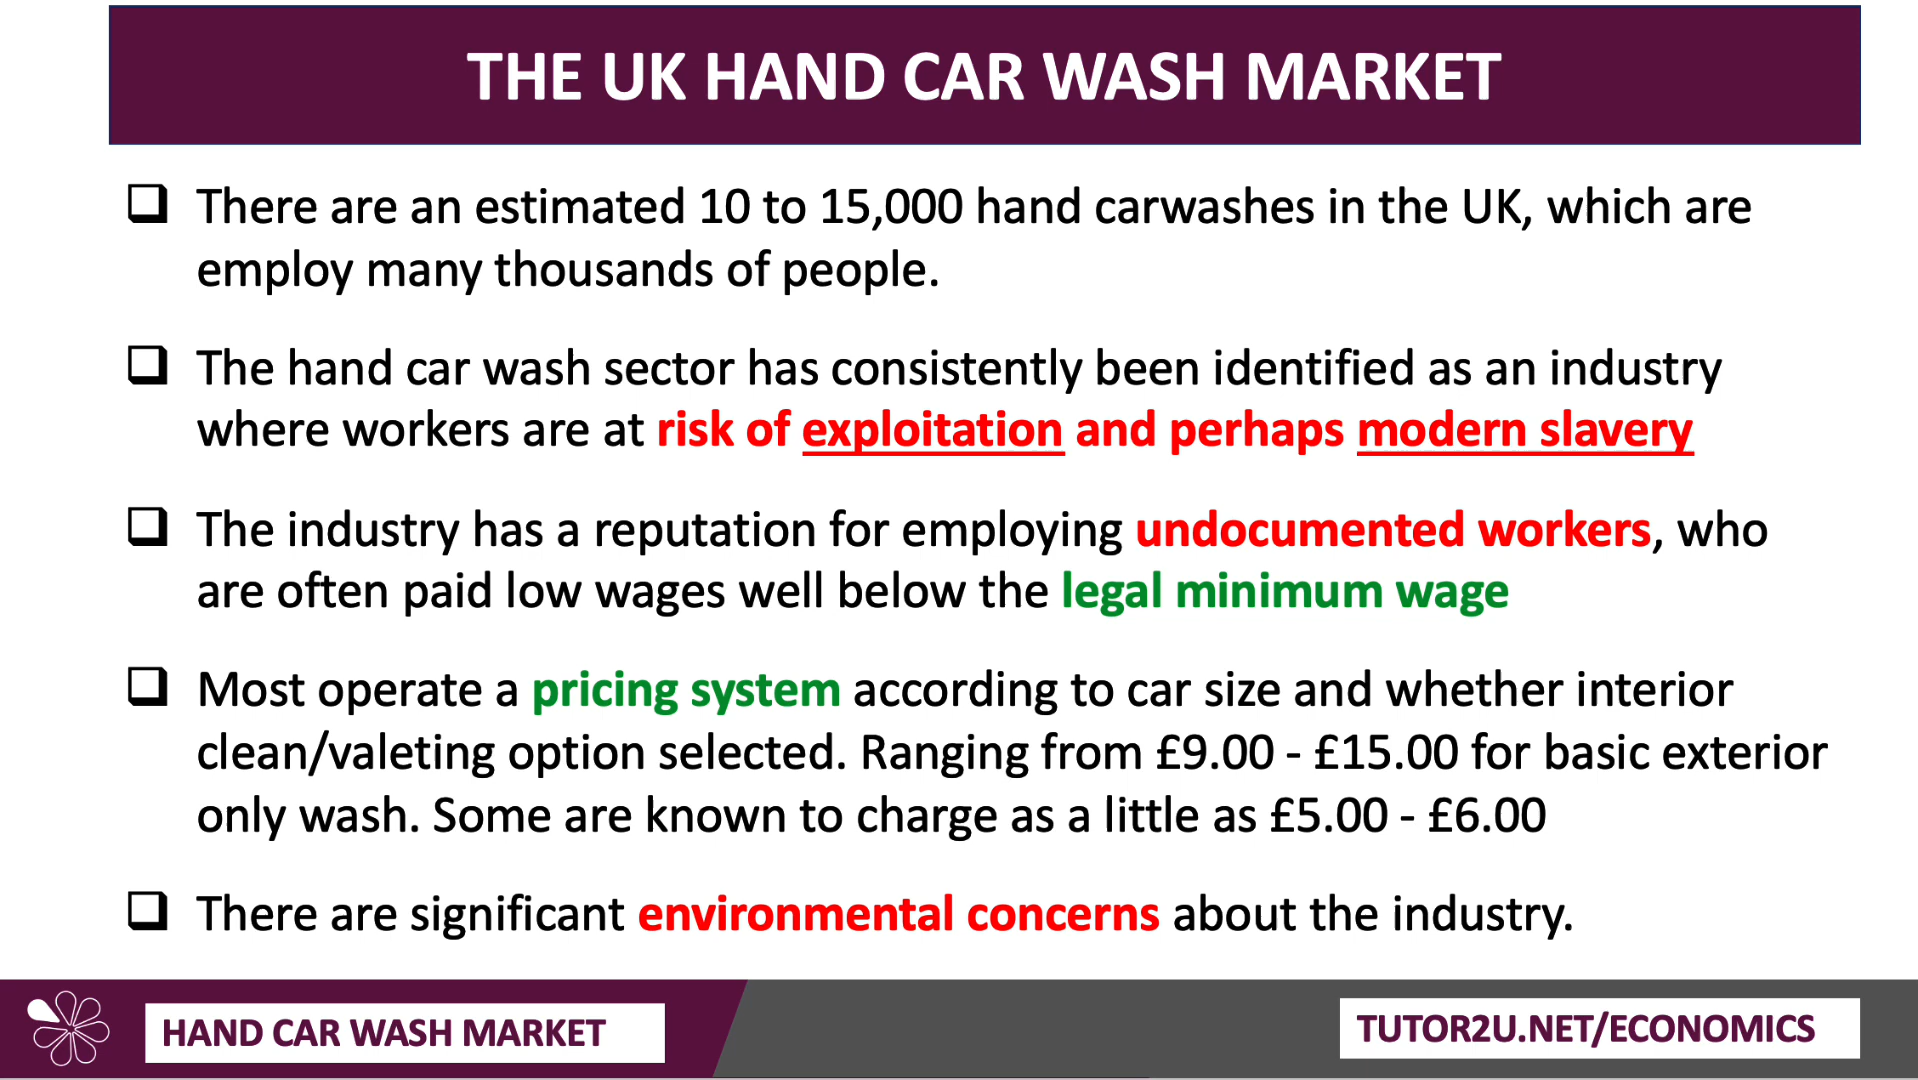 THE UK HAND CAR WASH MARKET
There are an estimated 10 to 15,000 hand carwashes in the UK, which are
employ many thousands of people.
The hand car wash sector has consistently been identified as an industry
where workers are at risk of exploitation and perhaps modern slavery
The industry has a reputation for employing undocumented workers, who
are often paid low wages well below the legal minimum wage
Most operate a pricing system according to car size and whether interior
clean/valeting option selected. Ranging from £9.00 - £15.00 for basic exterior
only wash. Some are known to charge as a little as £5.00 - £6.00
There are significant environmental concerns about the industry.
HAND CAR WASH MARKET
TUTOR2U.NET/ECONOMICS